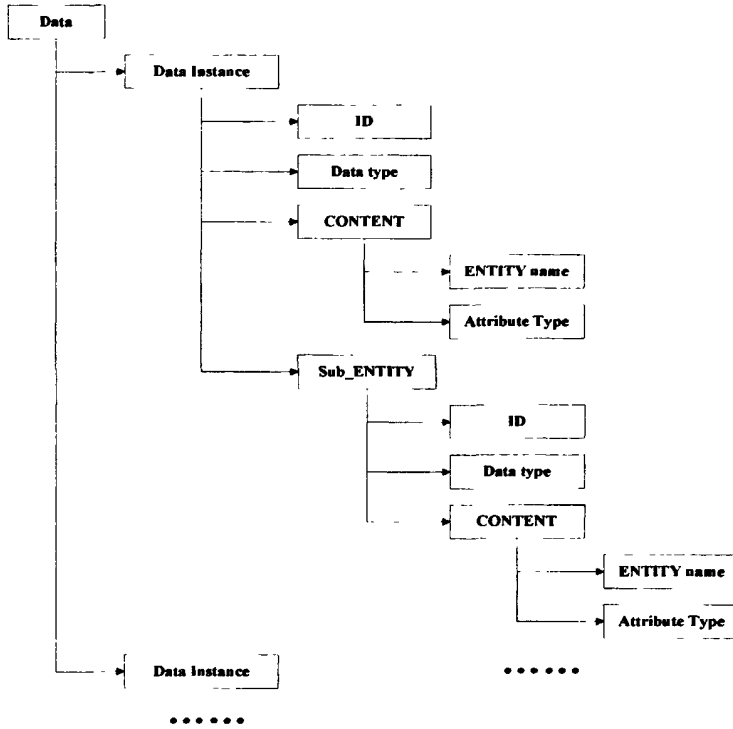 Data
Data Instance
ID
Data type
CONTENT
ENTITY name
Attribute Type
Sub_ENTITY
ID
Data type
CONTENT
ENTITY name
Attribute Type
Data Instance